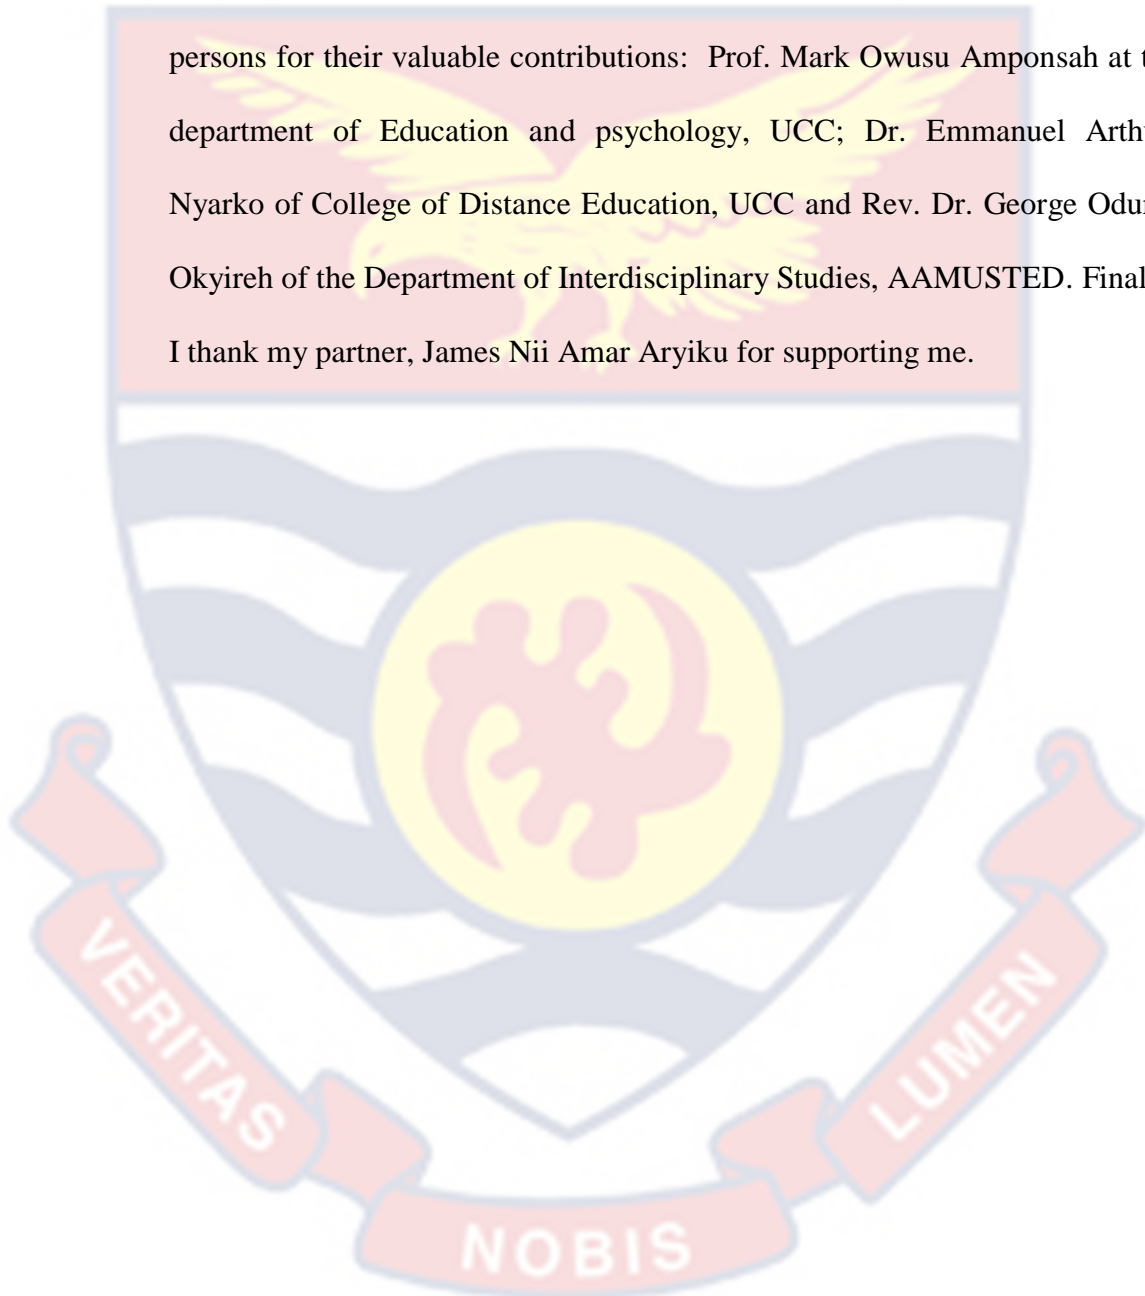 persons for their valuable contributions: Prof. Mark Owusu Amponsah at
department of Education and psychology, UCC; Dr. Emmanuel
Nyarko of College of Distance Education, UCC and Rev. Dr. George
Okyireh of the Department of Interdisciplinary Studies, AAMUSTED.
I thank my partner, James Nii Amar Aryiku for supporting me.
VERITAS
NOBIS
LUMEN